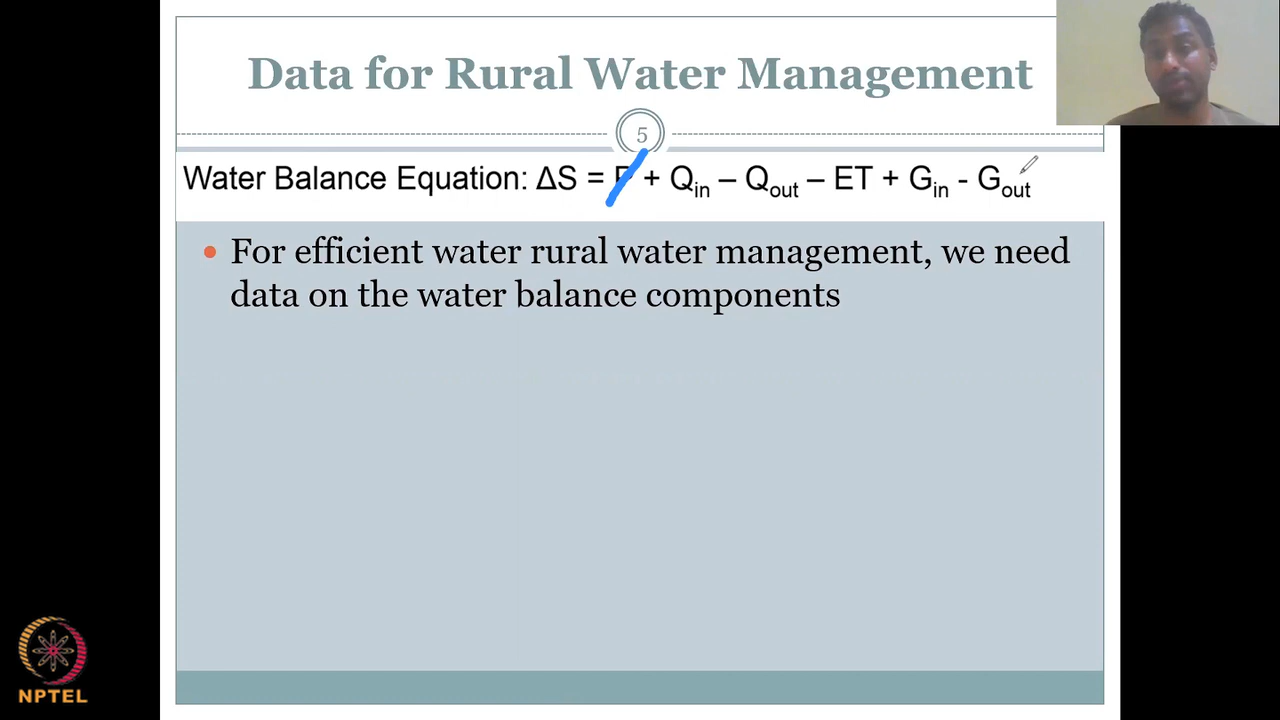 Data for Rural Water Management
5
Water Balance Equation: ΔS = P + Qin – Qout – ET + Gin - Gout
• For efficient water rural water management, we need
data on the water balance components
NPTEL